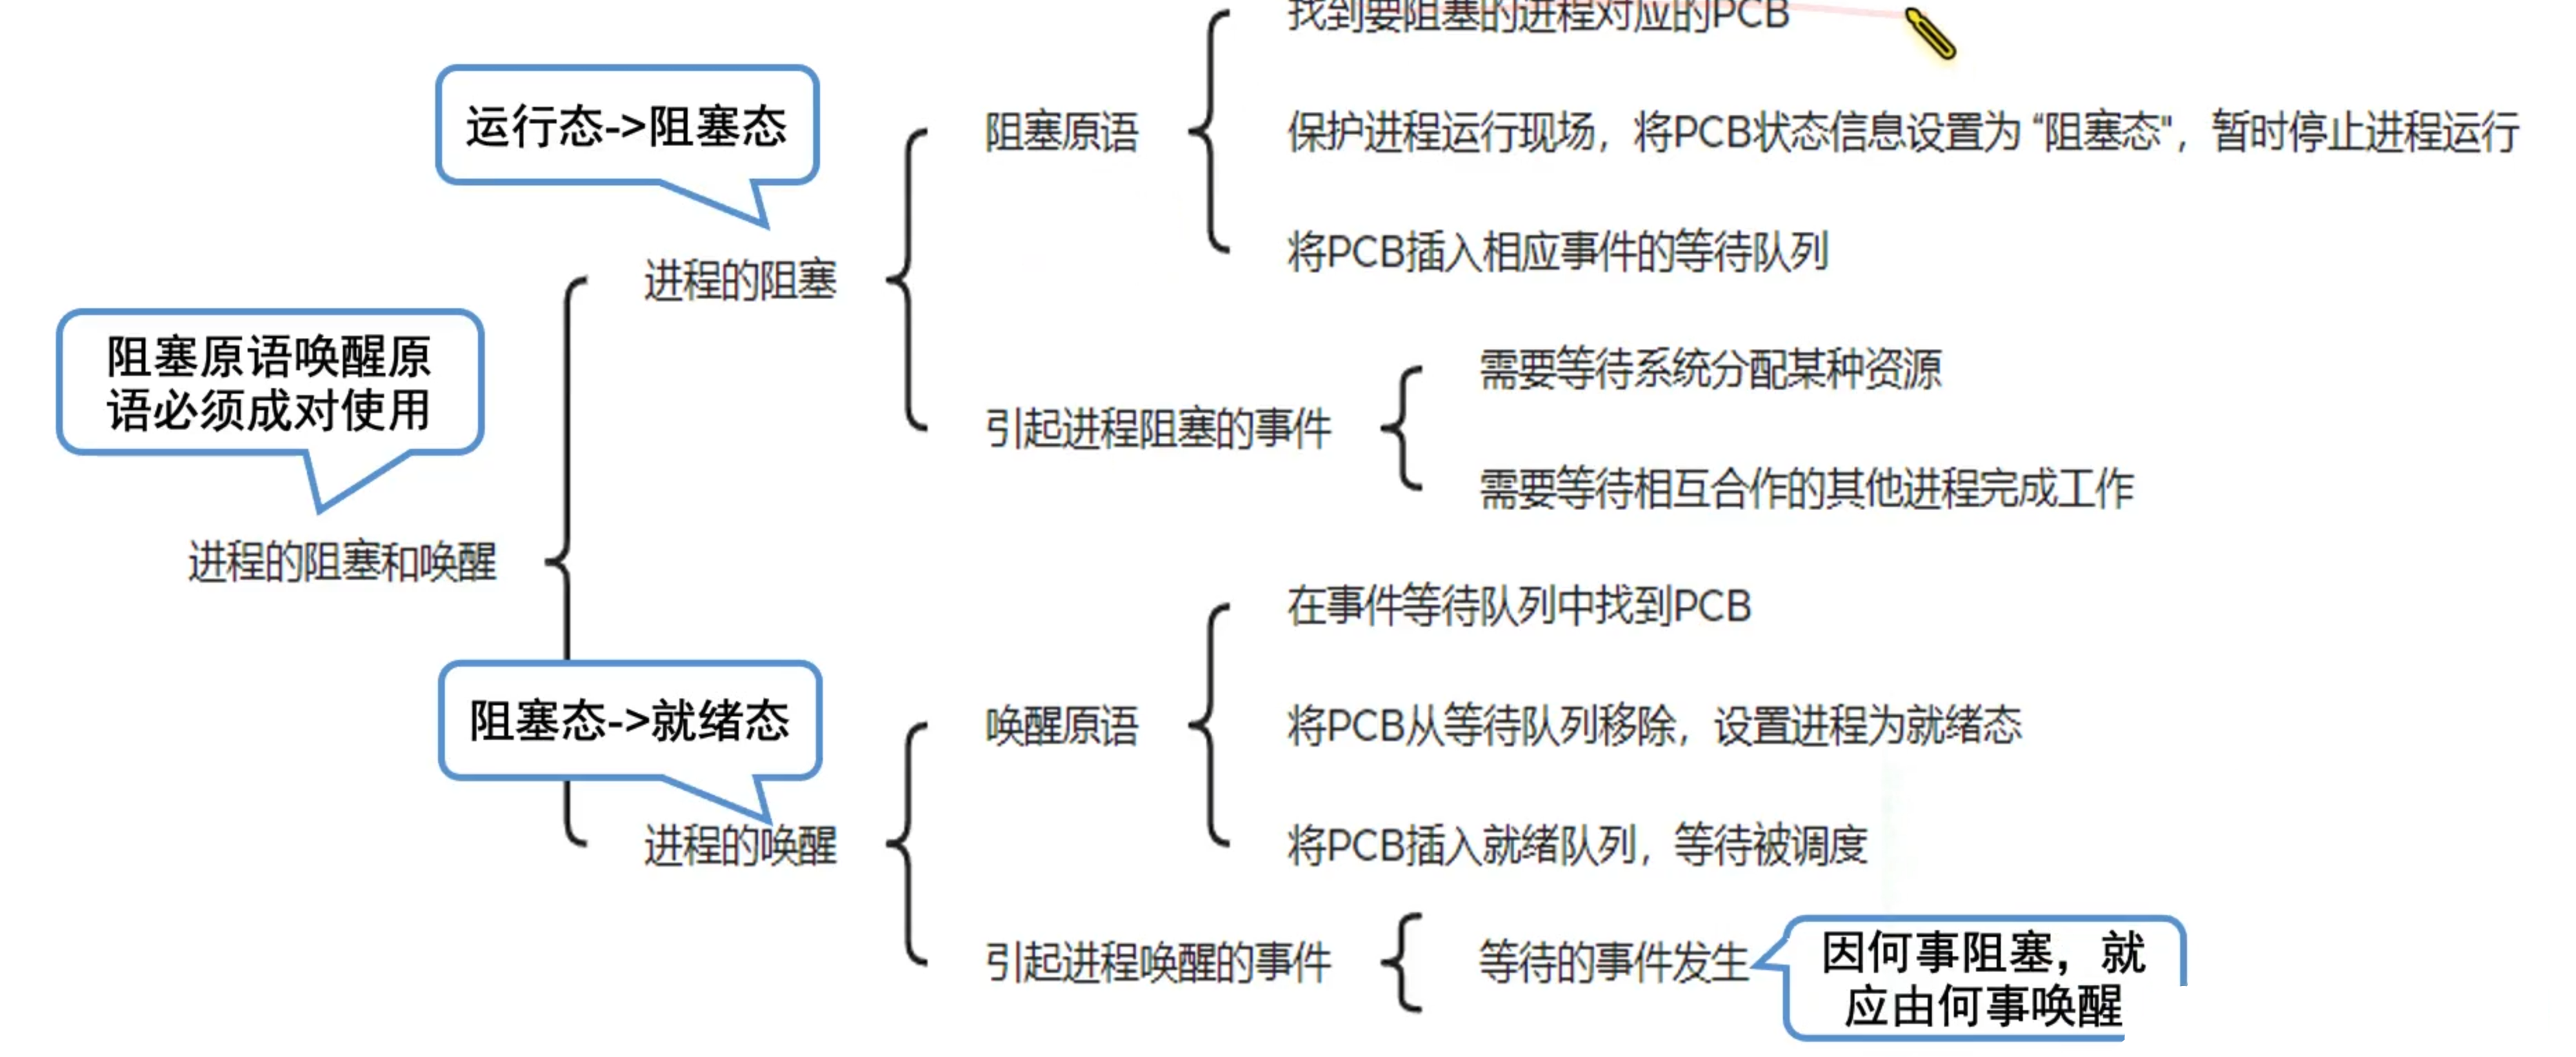 找到要阻塞的进程对应的PCB
运行态->阻塞态
阻塞原语
保护进程运行现场，将PCB状态信息设置为 “阻塞态"，暂时停止进程运行
将PCB插入相应事件的等待队列
进程的阻塞
阻塞原语唤醒原
语必须成对使用
需要等待系统分配某种资源
引起进程阻塞的事件
需要等待相互合作的其他进程完成工作
进程的阻塞和唤醒
在事件等待队列中找到PCB
阻塞态->就绪态
唤醒原语
将PCB从等待队列移除，设置进程为就绪态
进程的唤醒
将PCB插入就绪队列，等待被调度
引起进程唤醒的事件
等待的事件发生
因何事阻塞，就
应由何事唤醒